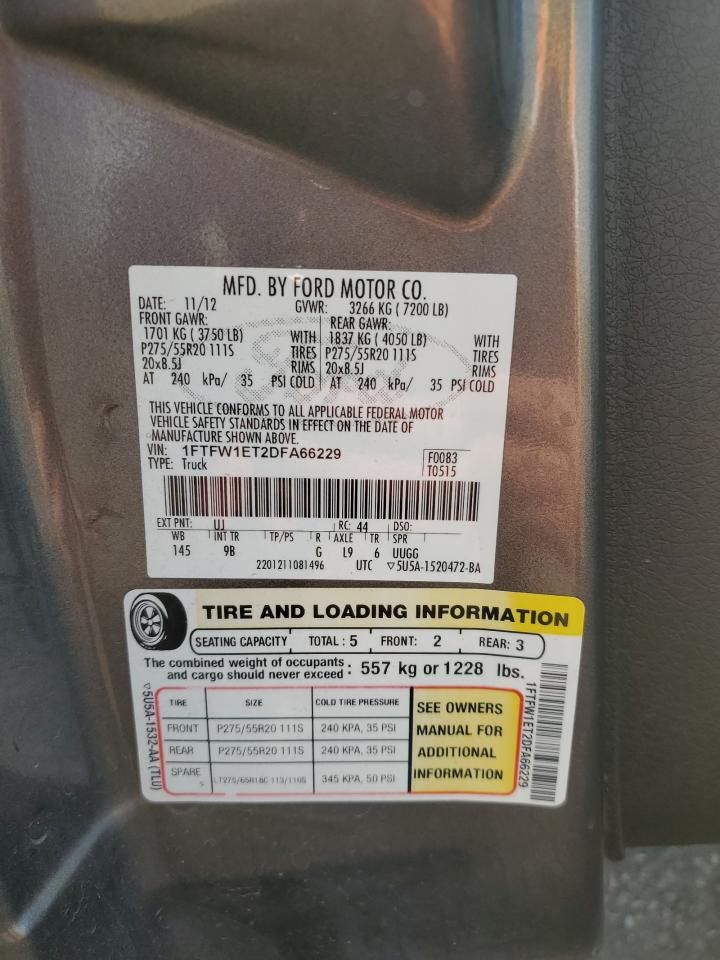 MFD. BY FORD MOTOR CO.
DATE: 11/12 GVWR: 3266 KG ( 7200 LB)
FRONT GAWR: REAR GAWR:
1701 KG ( 3750 LB) WITH 1837 KG ( 4050 LB) WITH
P275/55R20 111S TIRES P275/55R20 111S TIRES
20x8.5J RIMS 20x8.5J RIMS
AT 240 kPa/ 35 PSI COLD AT 240 kPa/ 35 PSI COLD
Ford
THIS VEHICLE CONFORMS TO ALL APPLICABLE FEDERAL MOTOR
VEHICLE SAFETY STANDARDS IN EFFECT ON THE DATE OF
MANUFACTURE SHOWN ABOVE.
VIN: 1FTFW1ET2DFA66229 F0083
TYPE: Truck T0515
EXT PNT: UJ RC: 44 DSO:
WB INT TR TP/PS R AXLE TR SPR
145 9B G L9 6 UUGG
2201211081496 UTC ▽5U5A-1520472-BA
TIRE AND LOADING INFORMATION
SEATING CAPACITY TOTAL : 5 FRONT: 2 REAR: 3
The combined weight of occupants
and cargo should never exceed : 557 kg or 1228 lbs.
TIRE SIZE COLD TIRE PRESSURE
FRONT P275/55R20 111S 240 KPA, 35 PSI
REAR P275/55R20 111S 240 KPA, 35 PSI
SPARE LT275/65R18C 113/110S 345 KPA, 50 PSI
SEE OWNERS
MANUAL FOR
ADDITIONAL
INFORMATION
▽5U5A-1532-AA (TLU)
1FTFW1ET2DFA66229